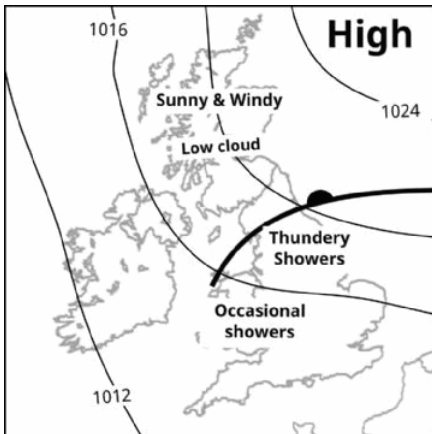 1016
High
Sunny & Windy
1024
Low cloud
Thundery
Showers
Occasional
showers
1012